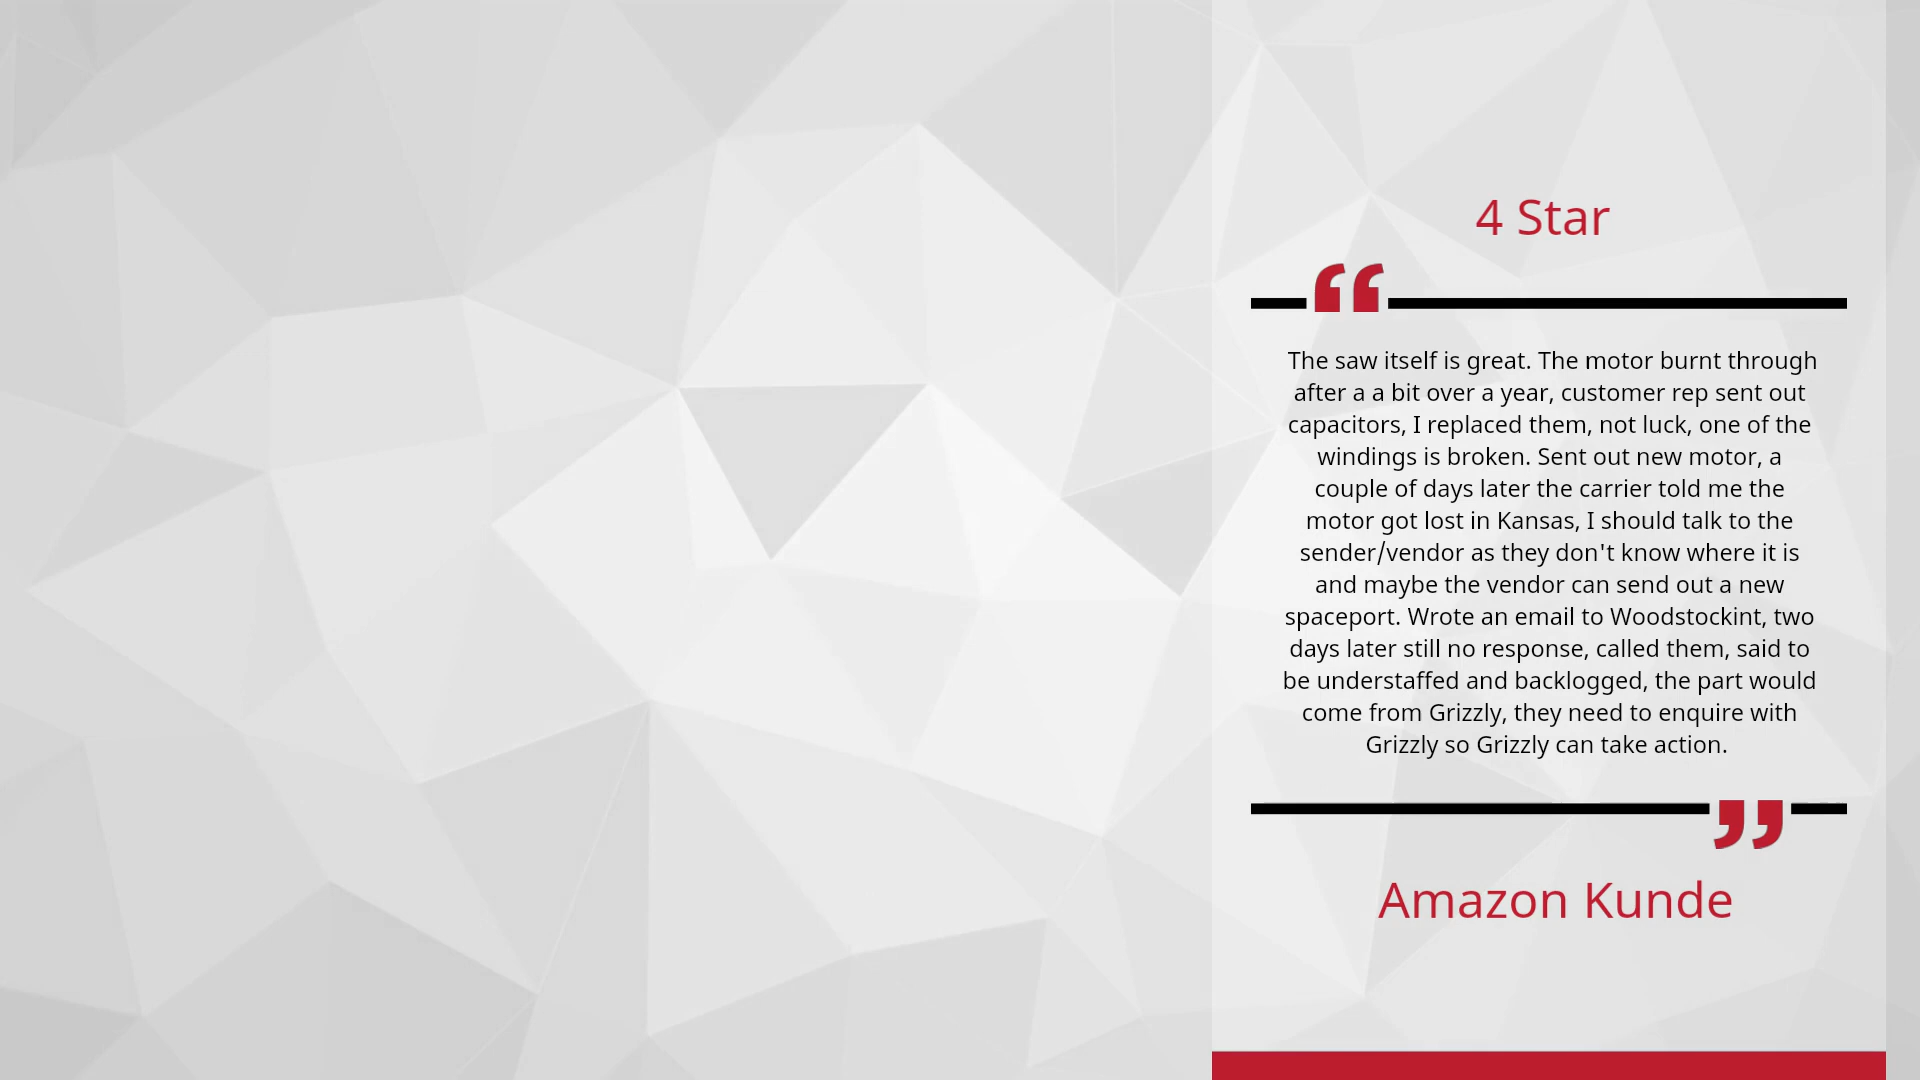 4 Star
❝
The saw itself is great. The motor burnt through
after a a bit over a year, customer rep sent out
capacitors, I replaced them, not luck, one of the
windings is broken. Sent out new motor, a
couple of days later the carrier told me the
motor got lost in Kansas, I should talk to the
sender/vendor as they don't know where it is
and maybe the vendor can send out a new
spaceport. Wrote an email to Woodstockint, two
days later still no response, called them, said to
be understaffed and backlogged, the part would
come from Grizzly, they need to enquire with
Grizzly so Grizzly can take action.
❞
Amazon Kunde